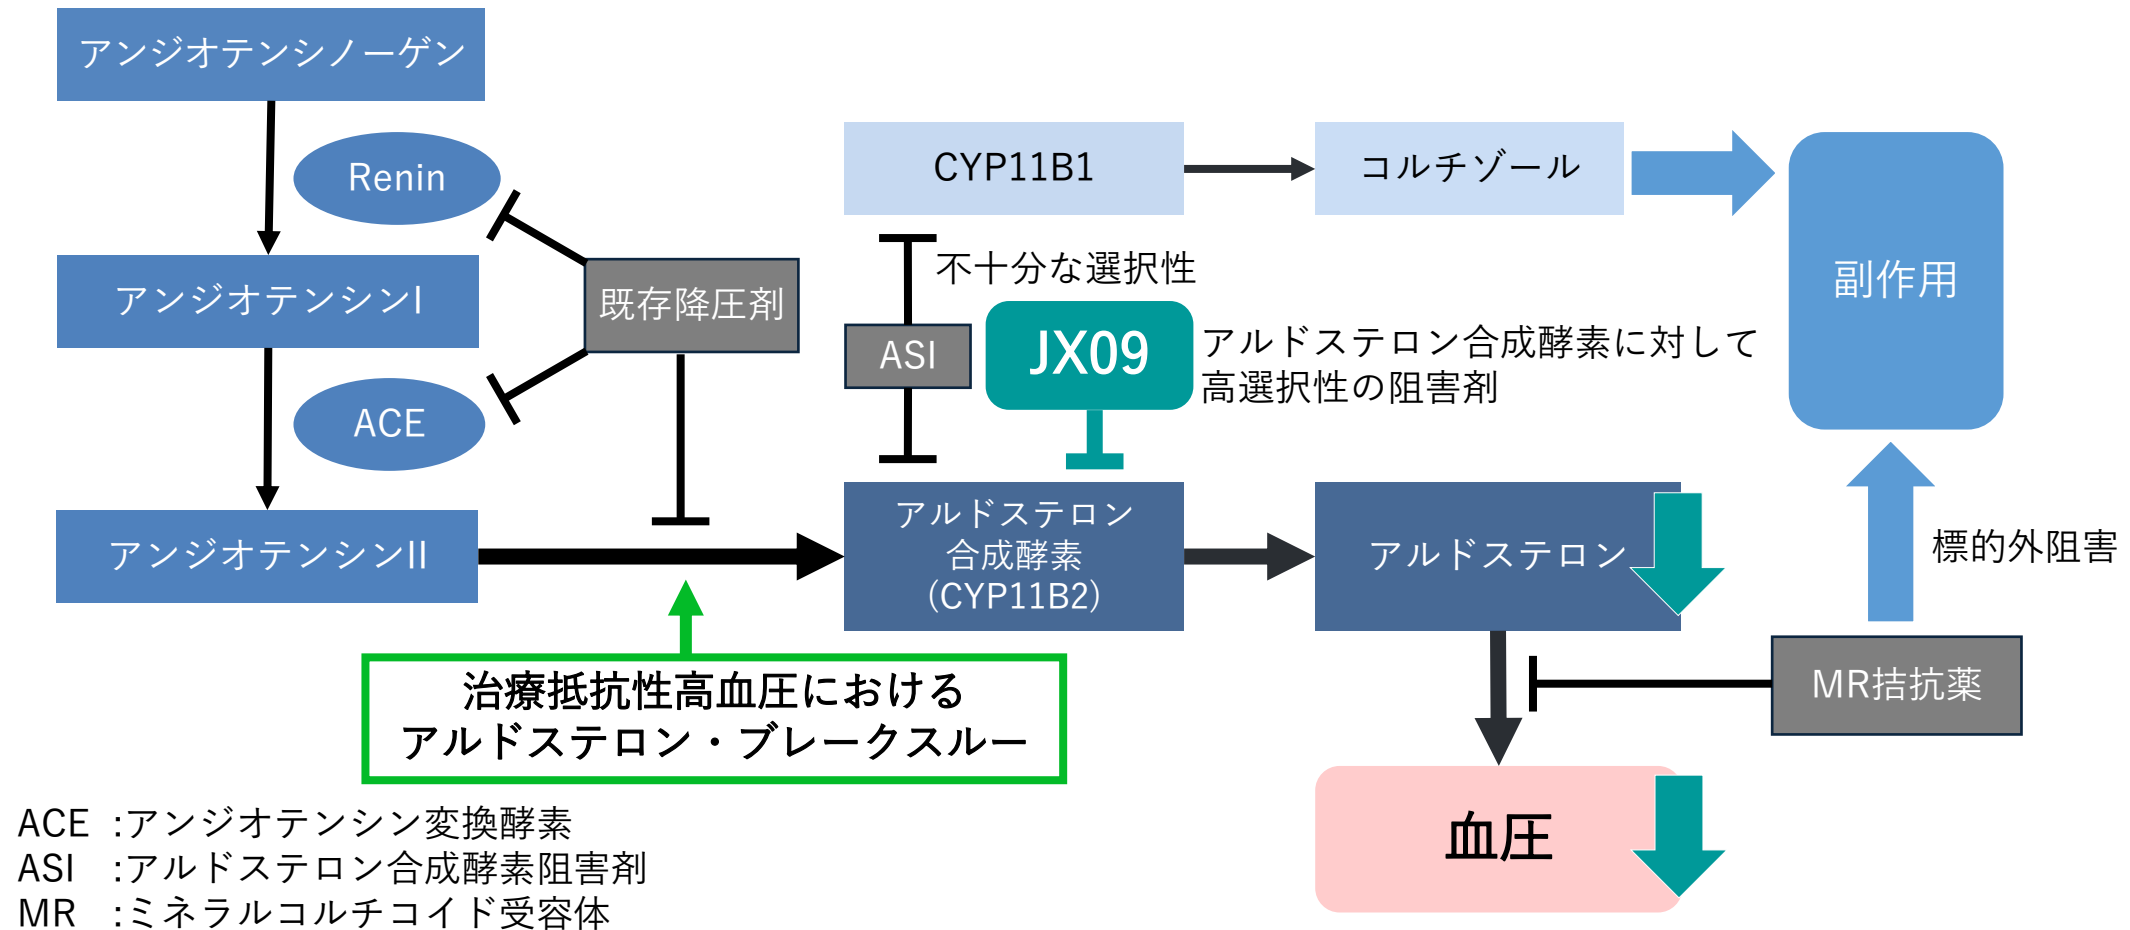 アンジオテンシノーゲン
Renin
アンジオテンシンI
既存降圧剤
ACE
アンジオテンシンII
CYP11B1
コルチゾール
副作用
不十分な選択性
ASI
JX09
アルドステロン合成酵素に対して
高選択性の阻害剤
アルドステロン
合成酵素
（CYP11B2）
アルドステロン
標的外阻害
MR拮抗薬
治療抵抗性高血圧における
アルドステロン・ブレークスルー
血圧
ACE :アンジオテンシン変換酵素
ASI :アルドステロン合成酵素阻害剤
MR :ミネラルコルチコイド受容体